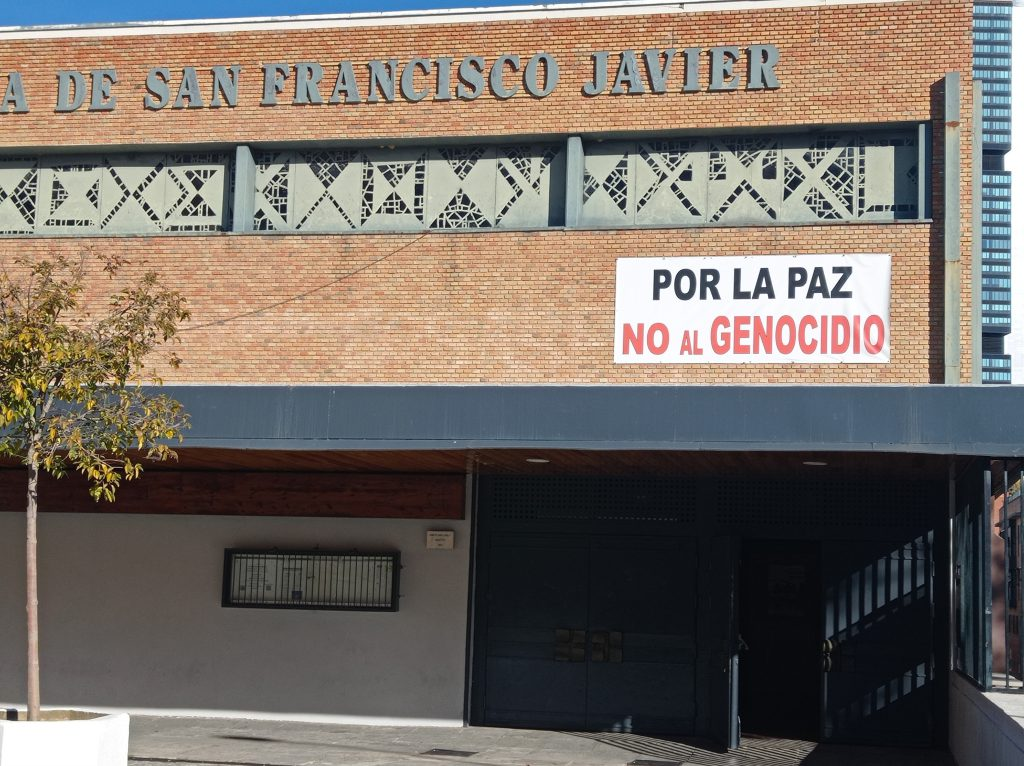 A DE SAN FRANCISCO JAVIER
POR LA PAZ
NO AL GENOCIDIO